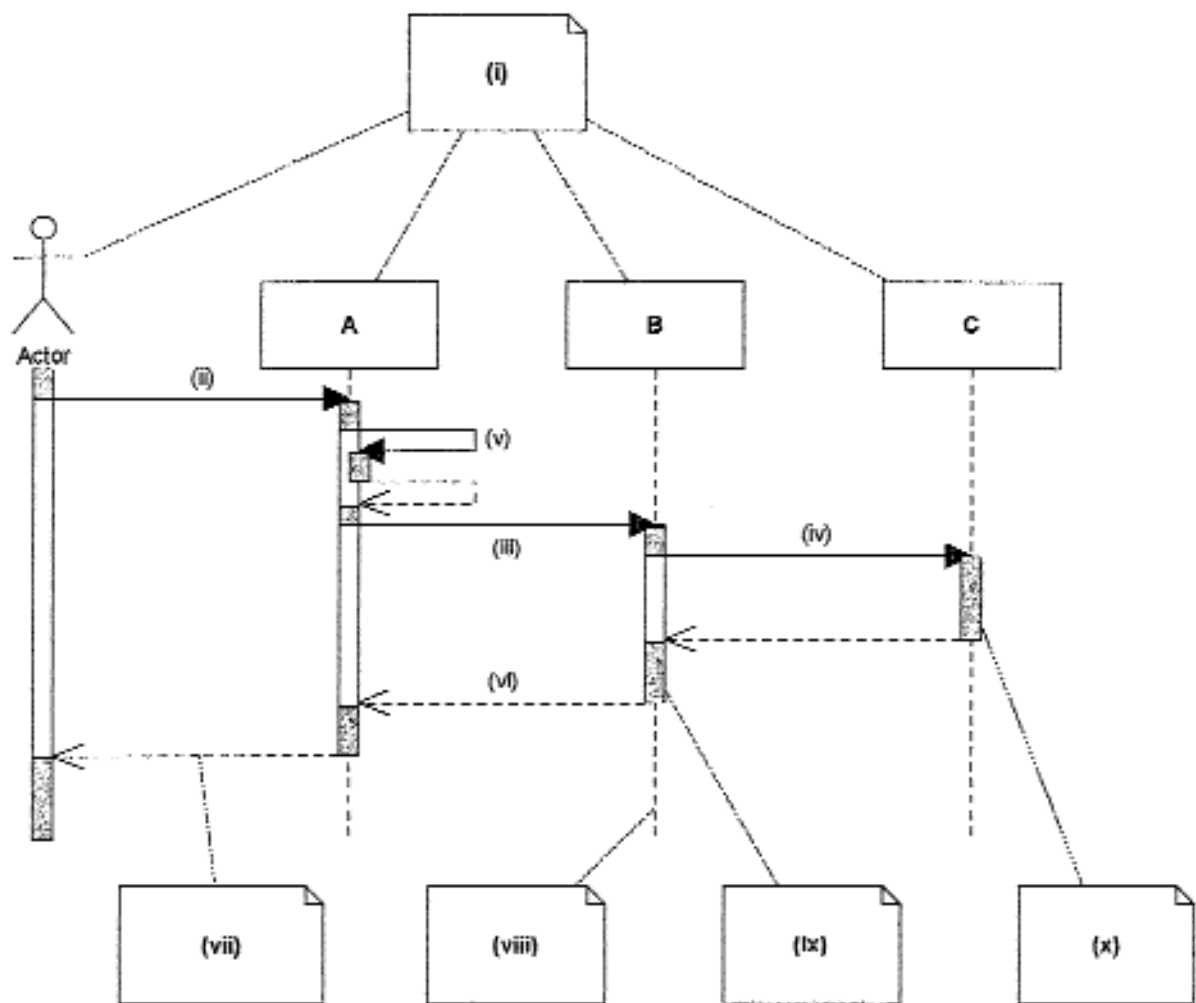 (i)
A
B
C
Actor
(ii)
(v)
(iii)
(iv)
(vi)
(vii)
(viii)
(ix)
(x)